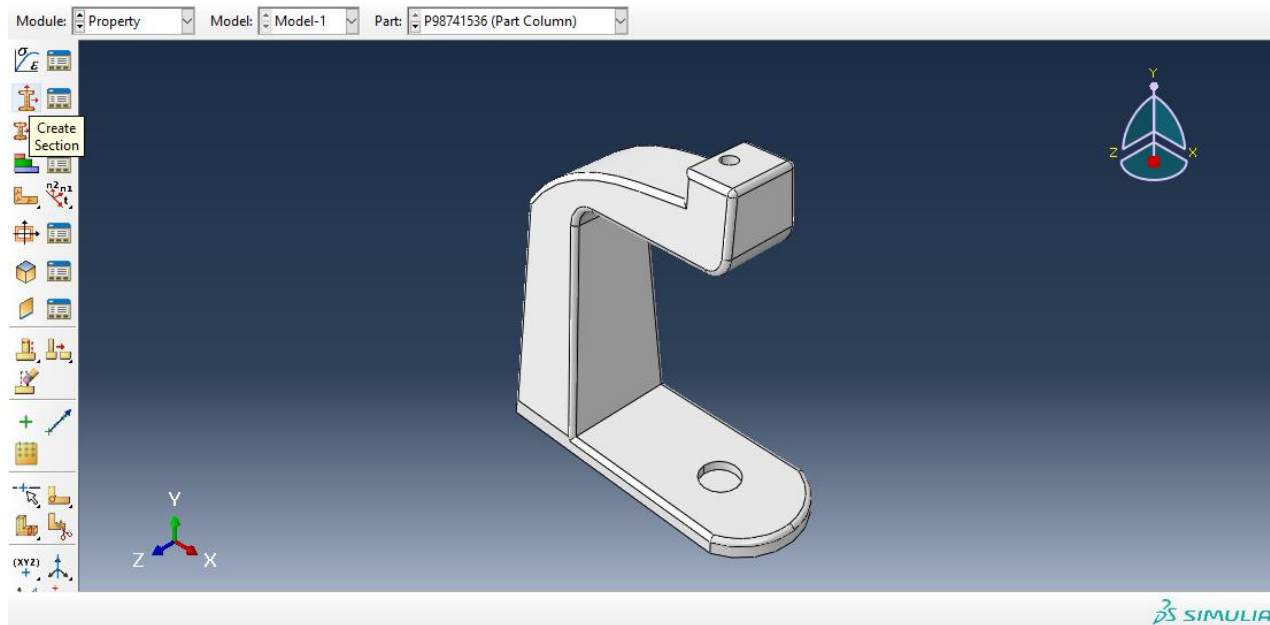 Module: Property Model: Model-1 Part: P98741536 (Part Column)
σ
ε
Create
Section
n2 n1
t
(XYZ)
Y
Z X
Y
Z X
SIMULIA